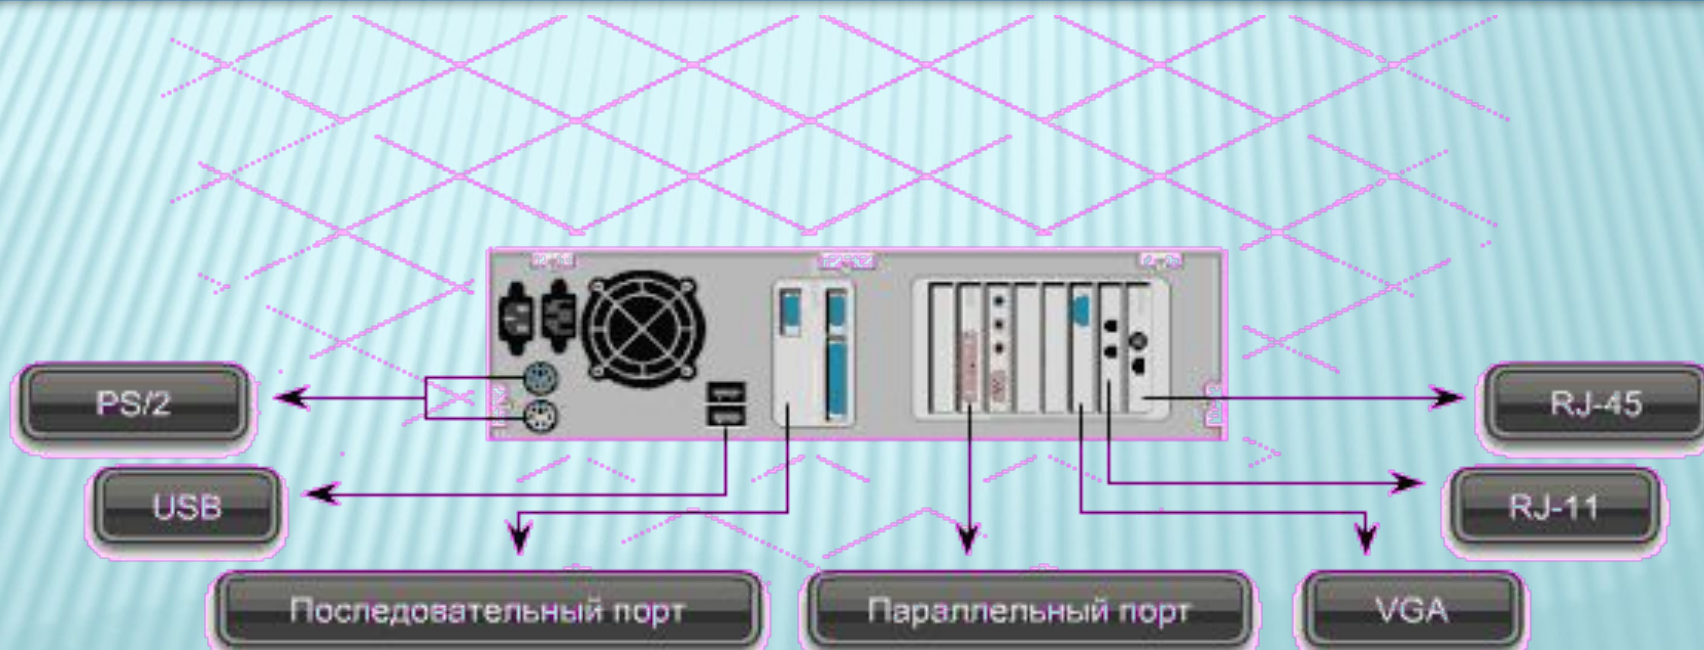 PS/2
RJ-45
USB
RJ-11
Последовательный порт
Параллельный порт
VGA